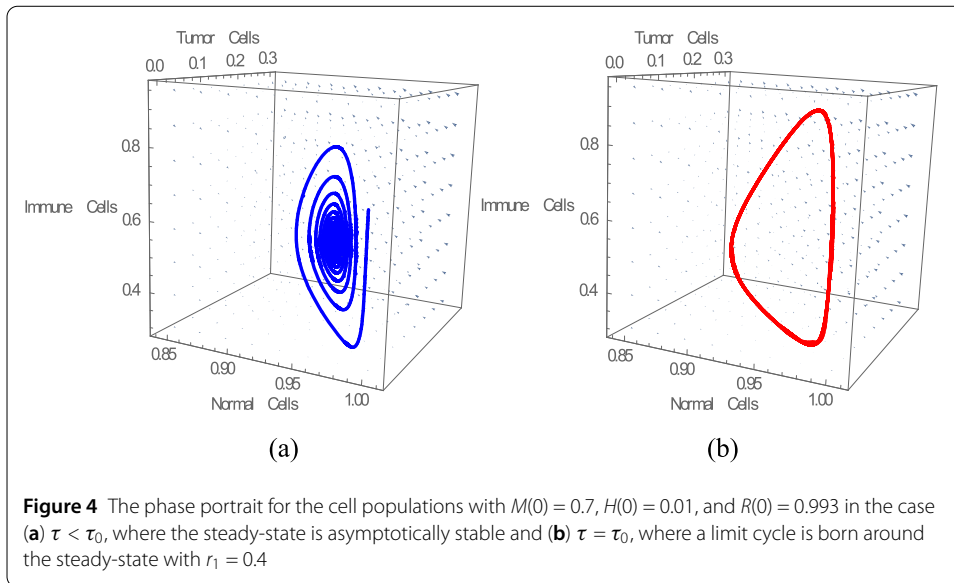 Tumor Cells
0.0 0.1 0.2 0.3
0.8
Immune Cells 0.6
0.4
0.85
0.90
0.95
1.00
Normal Cells
(a)
Tumor Cells
0.0 0.1 0.2 0.3
0.8
Immune Cells 0.6
0.4
0.85
0.90
0.95
1.00
Normal Cells
(b)
Figure 4 The phase portrait for the cell populations with M(0) = 0.7, H(0) = 0.01, and R(0) = 0.993 in the case
(a) τ < τ₀, where the steady-state is asymptotically stable and (b) τ = τ₀, where a limit cycle is born around
the steady-state with r₁ = 0.4